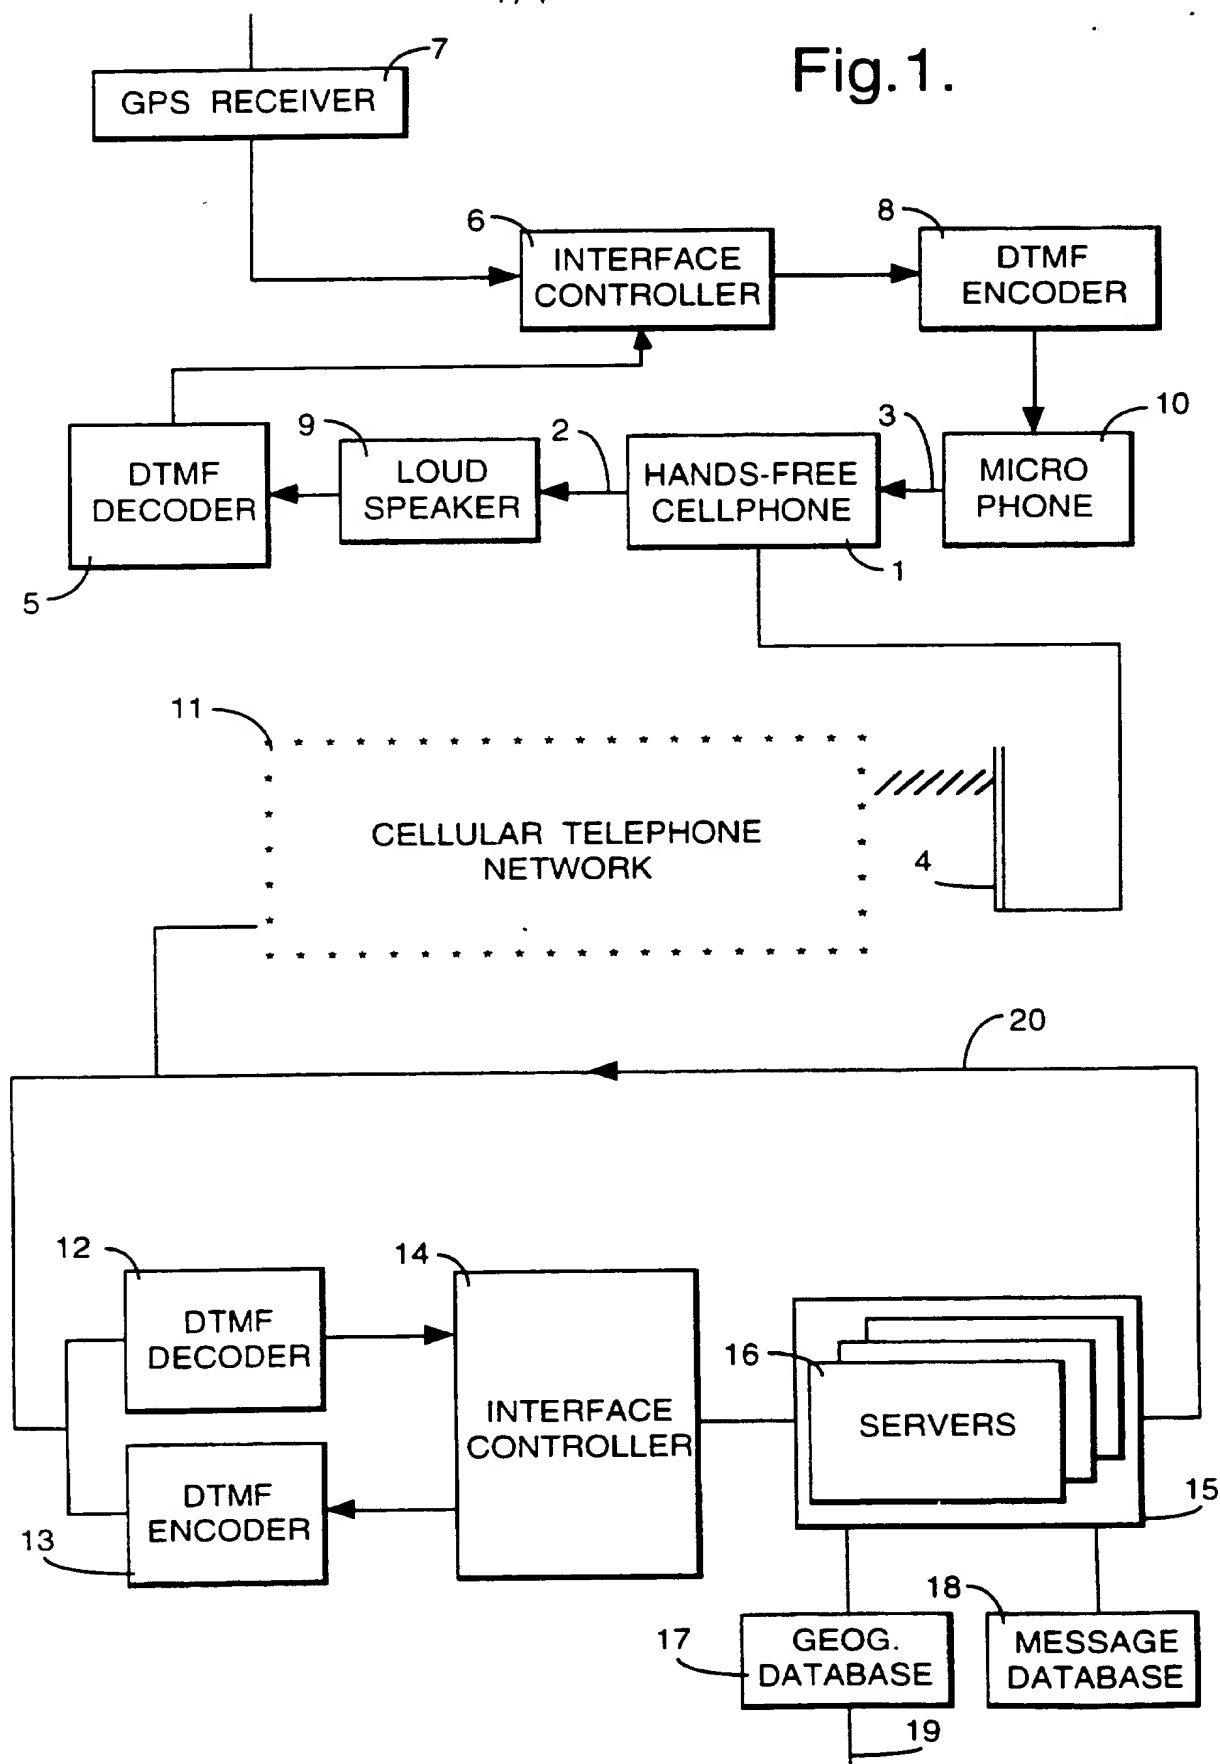 Fig.1.
7
GPS RECEIVER
6
8
INTERFACE
CONTROLLER
DTMF
ENCODER
9
2
3
10
DTMF
DECODER
LOUD
SPEAKER
HANDS-FREE
CELLPHONE
MICRO
PHONE
5
1
11
CELLULAR TELEPHONE
NETWORK
4
20
12
14
DTMF
DECODER
16
INTERFACE
CONTROLLER
SERVERS
DTMF
ENCODER
13
15
18
17
GEOG.
DATABASE
MESSAGE
DATABASE
19